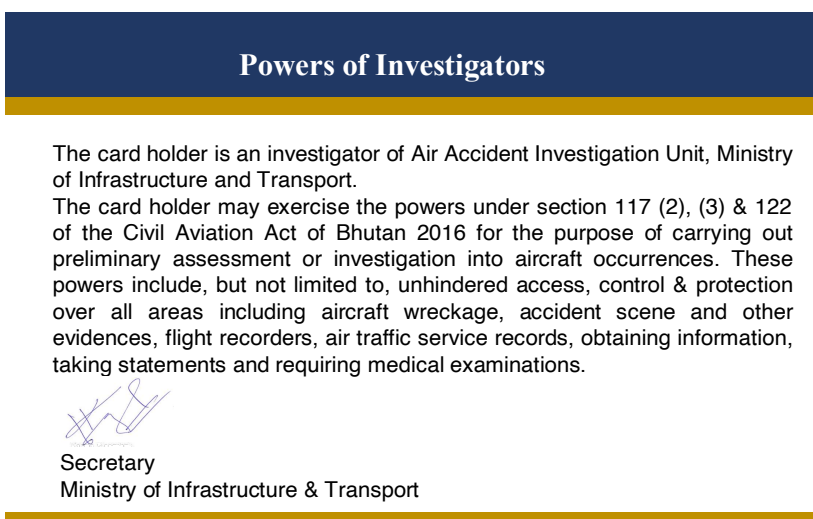 Powers of Investigators
The card holder is an investigator of Air Accident Investigation Unit, Ministry
of Infrastructure and Transport.
The card holder may exercise the powers under section 117 (2), (3) & 122
of the Civil Aviation Act of Bhutan 2016 for the purpose of carrying out
preliminary assessment or investigation into aircraft occurrences. These
powers include, but not limited to, unhindered access, control & protection
over all areas including aircraft wreckage, accident scene and other
evidences, flight recorders, air traffic service records, obtaining information,
taking statements and requiring medical examinations.
Secretary
Ministry of Infrastructure & Transport